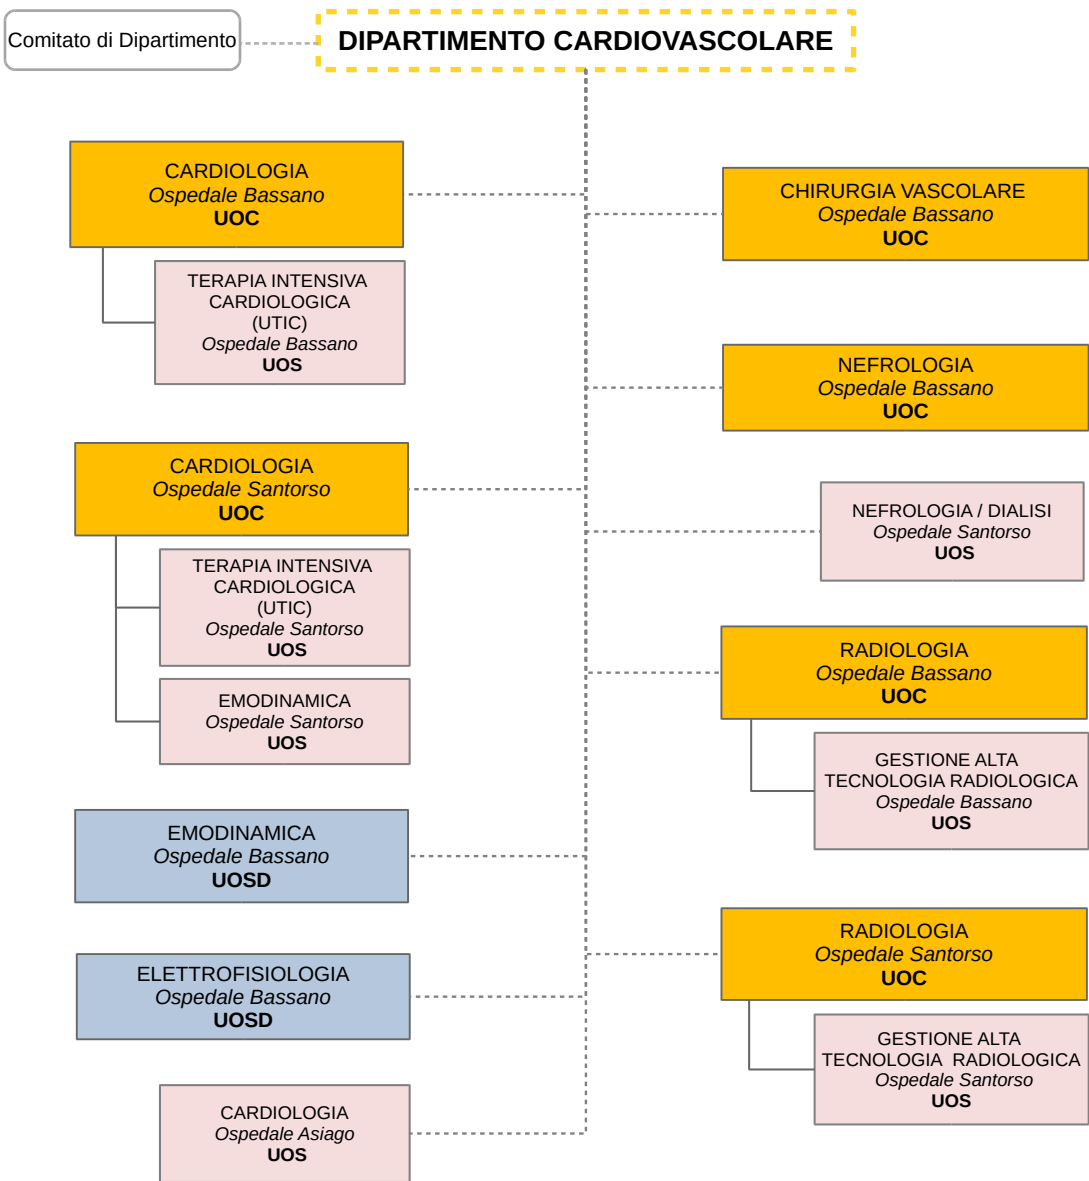 Comitato di Dipartimento
DIPARTIMENTO CARDIOVASCOLARE
CARDIOLOGIA
Ospedale Bassano
UOC
TERAPIA INTENSIVA
CARDIOLOGICA
(UTIC)
Ospedale Bassano
UOS
CARDIOLOGIA
Ospedale Santorso
UOC
TERAPIA INTENSIVA
CARDIOLOGICA
(UTIC)
Ospedale Santorso
UOS
EMODINAMICA
Ospedale Santorso
UOS
EMODINAMICA
Ospedale Bassano
UOSD
ELETTROFISIOLOGIA
Ospedale Bassano
UOSD
CARDIOLOGIA
Ospedale Asiago
UOS
CHIRURGIA VASCOLARE
Ospedale Bassano
UOC
NEFROLOGIA
Ospedale Bassano
UOC
NEFROLOGIA / DIALISI
Ospedale Santorso
UOS
RADIOLOGIA
Ospedale Bassano
UOC
GESTIONE ALTA
TECNOLOGIA RADIOLOGICA
Ospedale Bassano
UOS
RADIOLOGIA
Ospedale Santorso
UOC
GESTIONE ALTA
TECNOLOGIA RADIOLOGICA
Ospedale Santorso
UOS